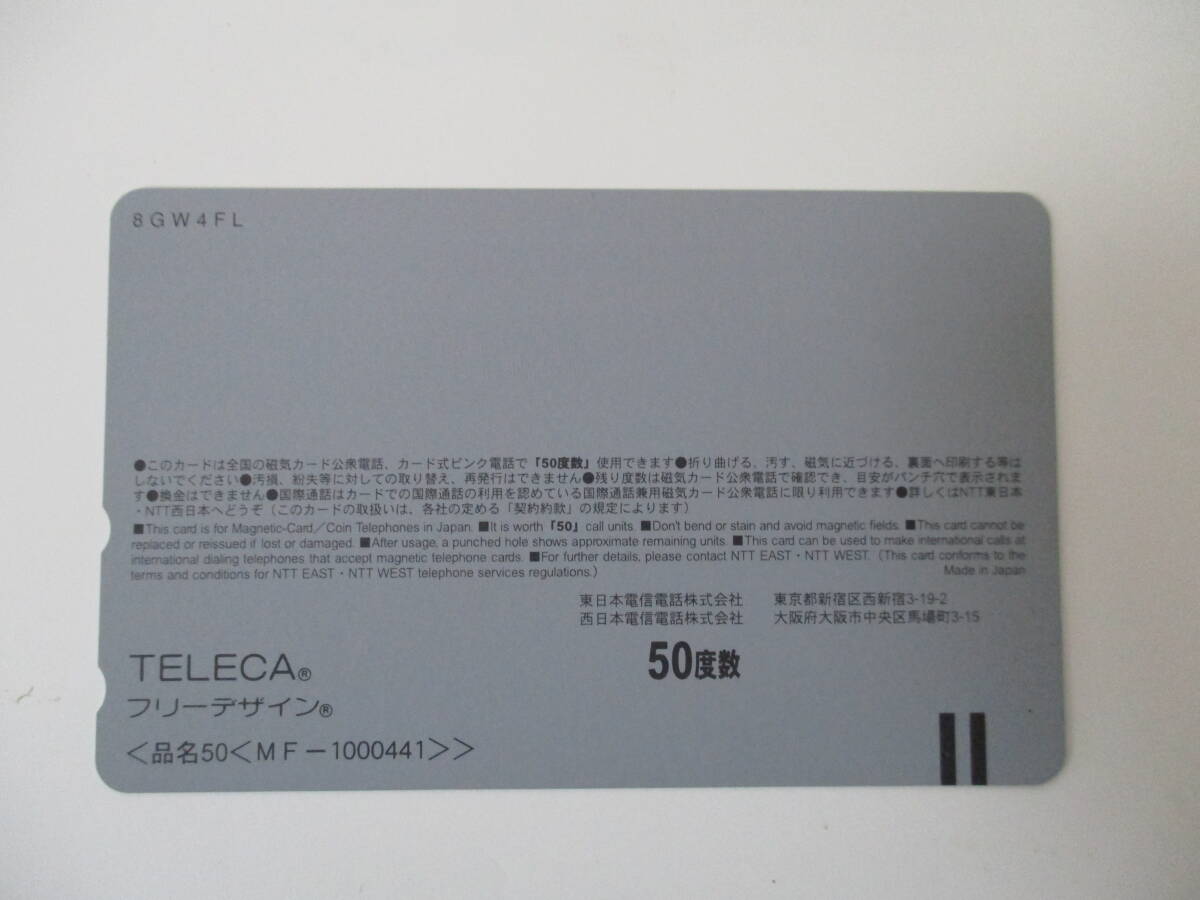 8GW4FL
●このカードは全国の磁気カード公衆電話、カード式ピンク電話で「50度数」使用できます●折り曲げる、汚す、磁気に近づける、裏面へ印刷する等は
しないでください●汚損、紛失等に対しての取り替え、再発行はできません●残り度数は磁気カード公衆電話で確認でき、目安がパンチ穴で表示されま
す●換金はできません●国際通話はカードでの国際通話の利用を認めている国際通話兼用磁気カード公衆電話に限り利用できます●詳しくはNTT東日本
・NTT西日本へどうぞ(このカードの取扱いは、各社の定める「契約約款」の規定によります)
■This card is for Magnetic-Card／Coin Telephones in Japan. ■It is worth「50」call units. ■Don't bend or stain and avoid magnetic fields. ■This card cannot be
replaced or reissued if lost or damaged. ■After usage, a punched hole shows approximate remaining units. ■This card can be used to make international calls at
international dialing telephones that accept magnetic telephone cards. ■For further details, please contact NTT EAST・NTT WEST. (This card conforms to the
terms and conditions for NTT EAST・NTT WEST telephone services regulations.) Made in Japan
東日本電信電話株式会社 東京都新宿区西新宿3-19-2
西日本電信電話株式会社 大阪府大阪市中央区馬場町3-15
50度数
TELECA®
フリーデザイン®
＜品名50＜MF－1000441＞＞